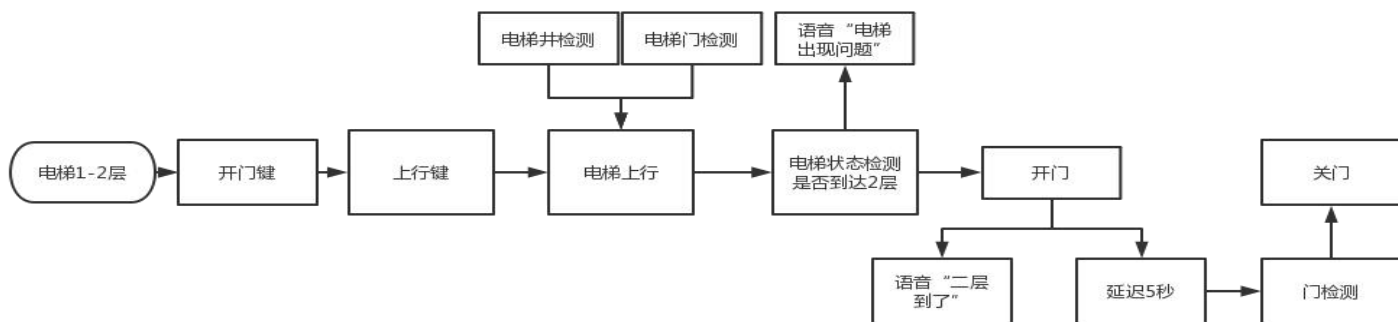 电梯井检测
电梯门检测
语音“电梯
出现问题”
电梯1-2层
开门键
上行键
电梯上行
电梯状态检测
是否到达2层
开门
关门
语音“二层
到了”
延迟5秒
门检测